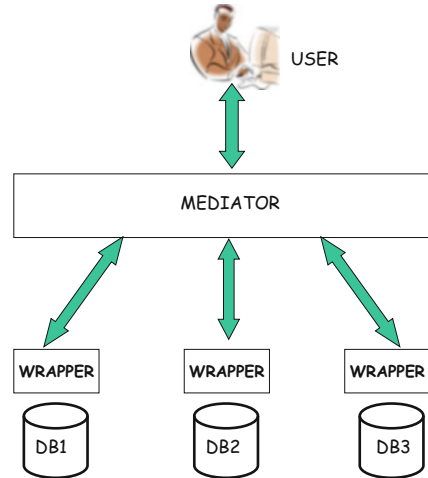 USER
MEDIATOR
WRAPPER WRAPPER WRAPPER
DB1 DB2 DB3